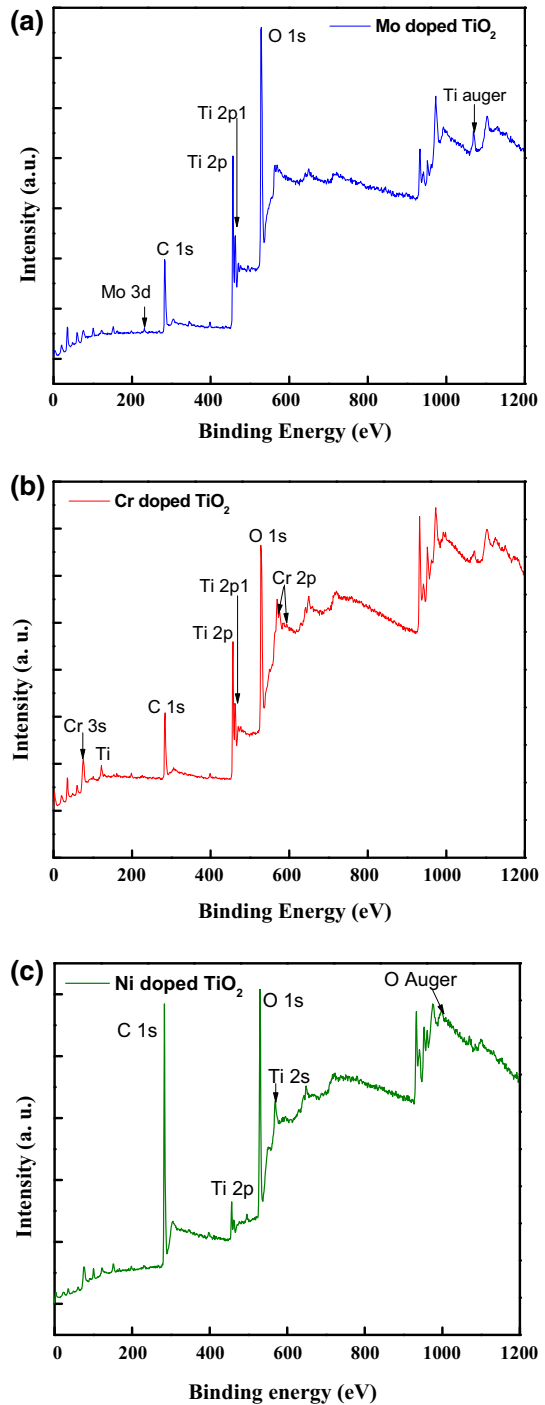 (a)
Mo doped TiO₂
O 1s
Ti auger
Ti 2p1
Ti 2p
C 1s
Mo 3d
Intensity (a.u.)
0 200 400 600 800 1000 1200
Binding Energy (eV)
(b)
Cr doped TiO₂
O 1s
Cr 2p
Ti 2p1
Ti 2p
C 1s
Cr 3s
Ti
Intensity (a. u.)
0 200 400 600 800 1000 1200
Binding Energy (eV)
(c)
Ni doped TiO₂
O Auger
O 1s
C 1s
Ti 2s
Ti 2p
Intensity (a. u.)
0 200 400 600 800 1000 1200
Binding energy (eV)